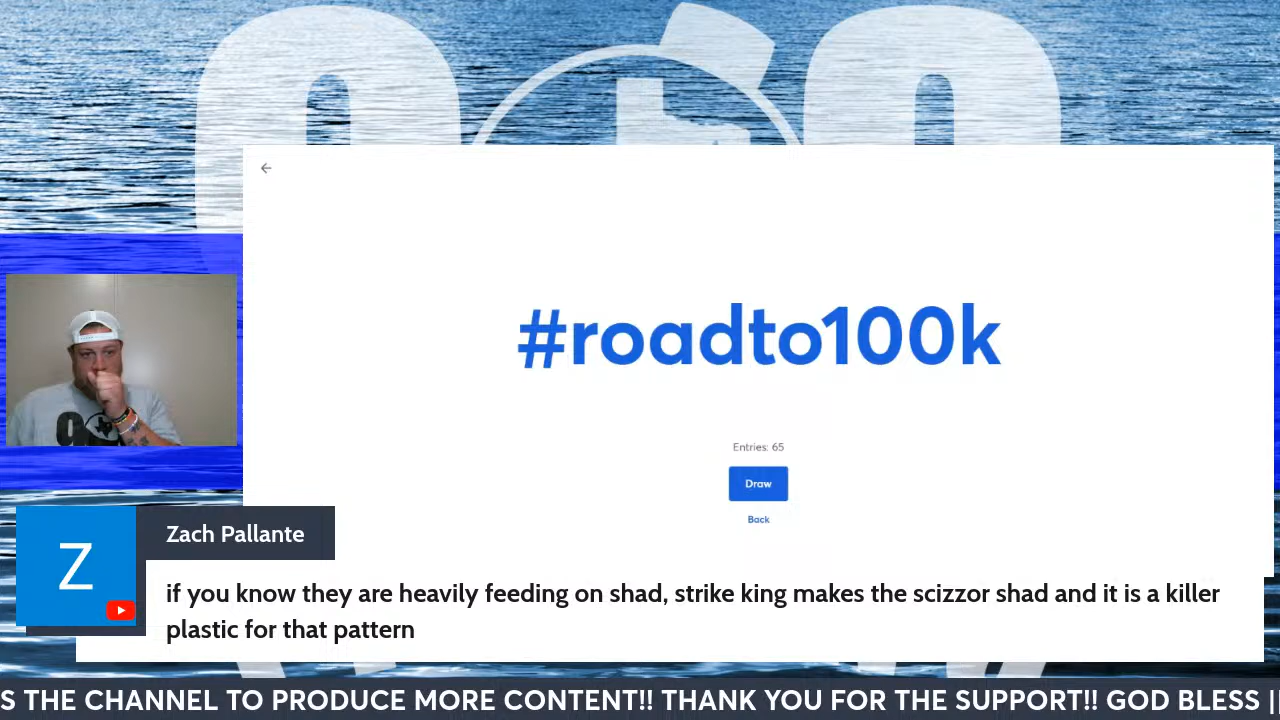 #roadto100k
Entries: 65
Draw
Back
Z
Zach Pallante
if you know they are heavily feeding on shad, strike king makes the scizzor shad and it is a killer
plastic for that pattern
S THE CHANNEL TO PRODUCE MORE CONTENT!! THANK YOU FOR THE SUPPORT!! GOD BLESS |